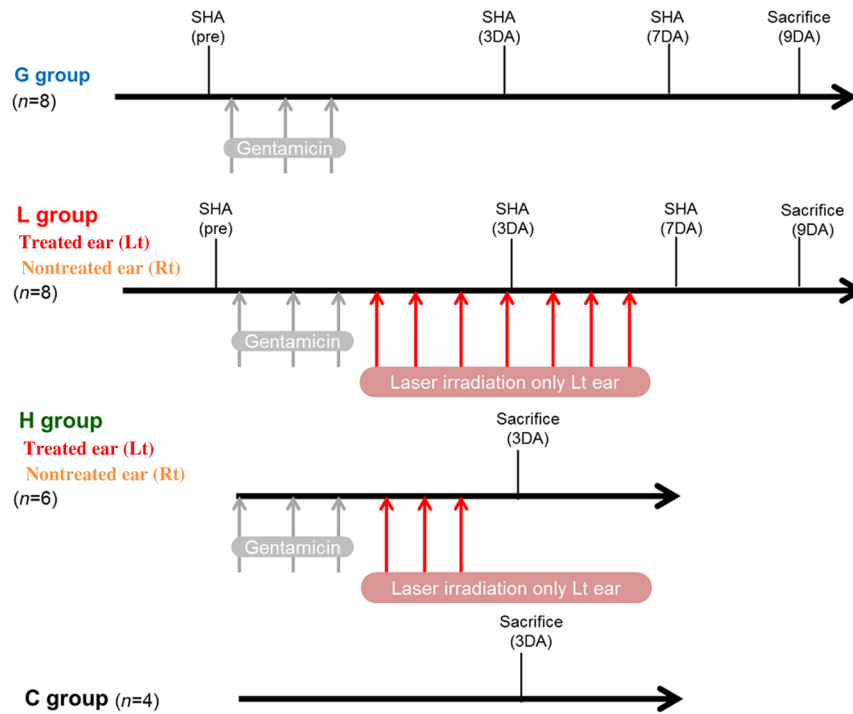 SHA
(pre)
SHA
(3DA)
SHA
(7DA)
Sacrifice
(9DA)
G group
(n=8)
Gentamicin
L group
Treated ear (Lt)
Nontreated ear (Rt)
(n=8)
SHA
(pre)
SHA
(3DA)
SHA
(7DA)
Sacrifice
(9DA)
Gentamicin
Laser irradiation only Lt ear
H group
Treated ear (Lt)
Nontreated ear (Rt)
(n=6)
Sacrifice
(3DA)
Gentamicin
Laser irradiation only Lt ear
Sacrifice
(3DA)
C group (n=4)